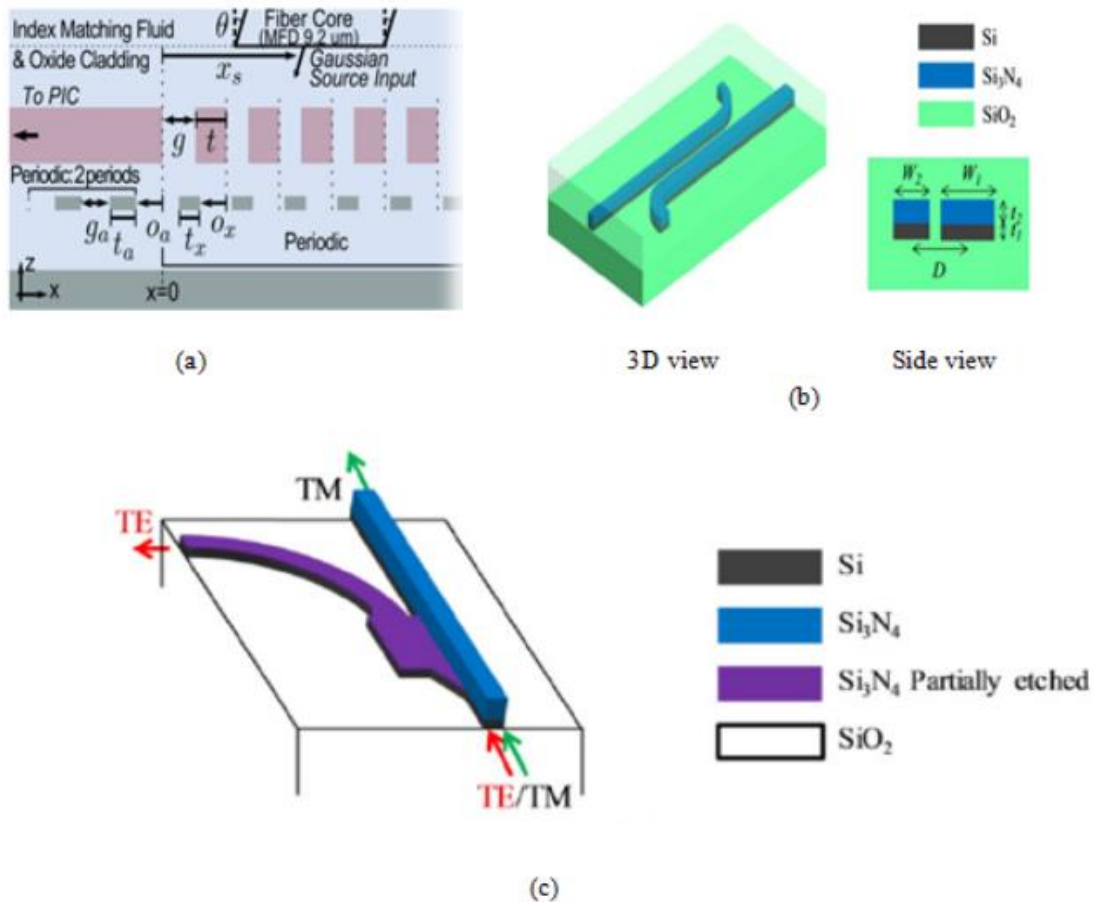 Index Matching Fluid
& Oxide Cladding
θ
Fiber Core
(MFD 9.2 um)
Gaussian
Source Input
x_s
To PIC
g
t
Periodic: 2 periods
g_a
t_a
o_a
t_x
o_x
Periodic
z
x
x=0
(a)
Si
Si₃N₄
SiO₂
W₂
W₁
t₂
t₁
D
3D view
Side view
(b)
TM
TE
TE/TM
Si
Si₃N₄
Si₃N₄ Partially etched
SiO₂
(c)